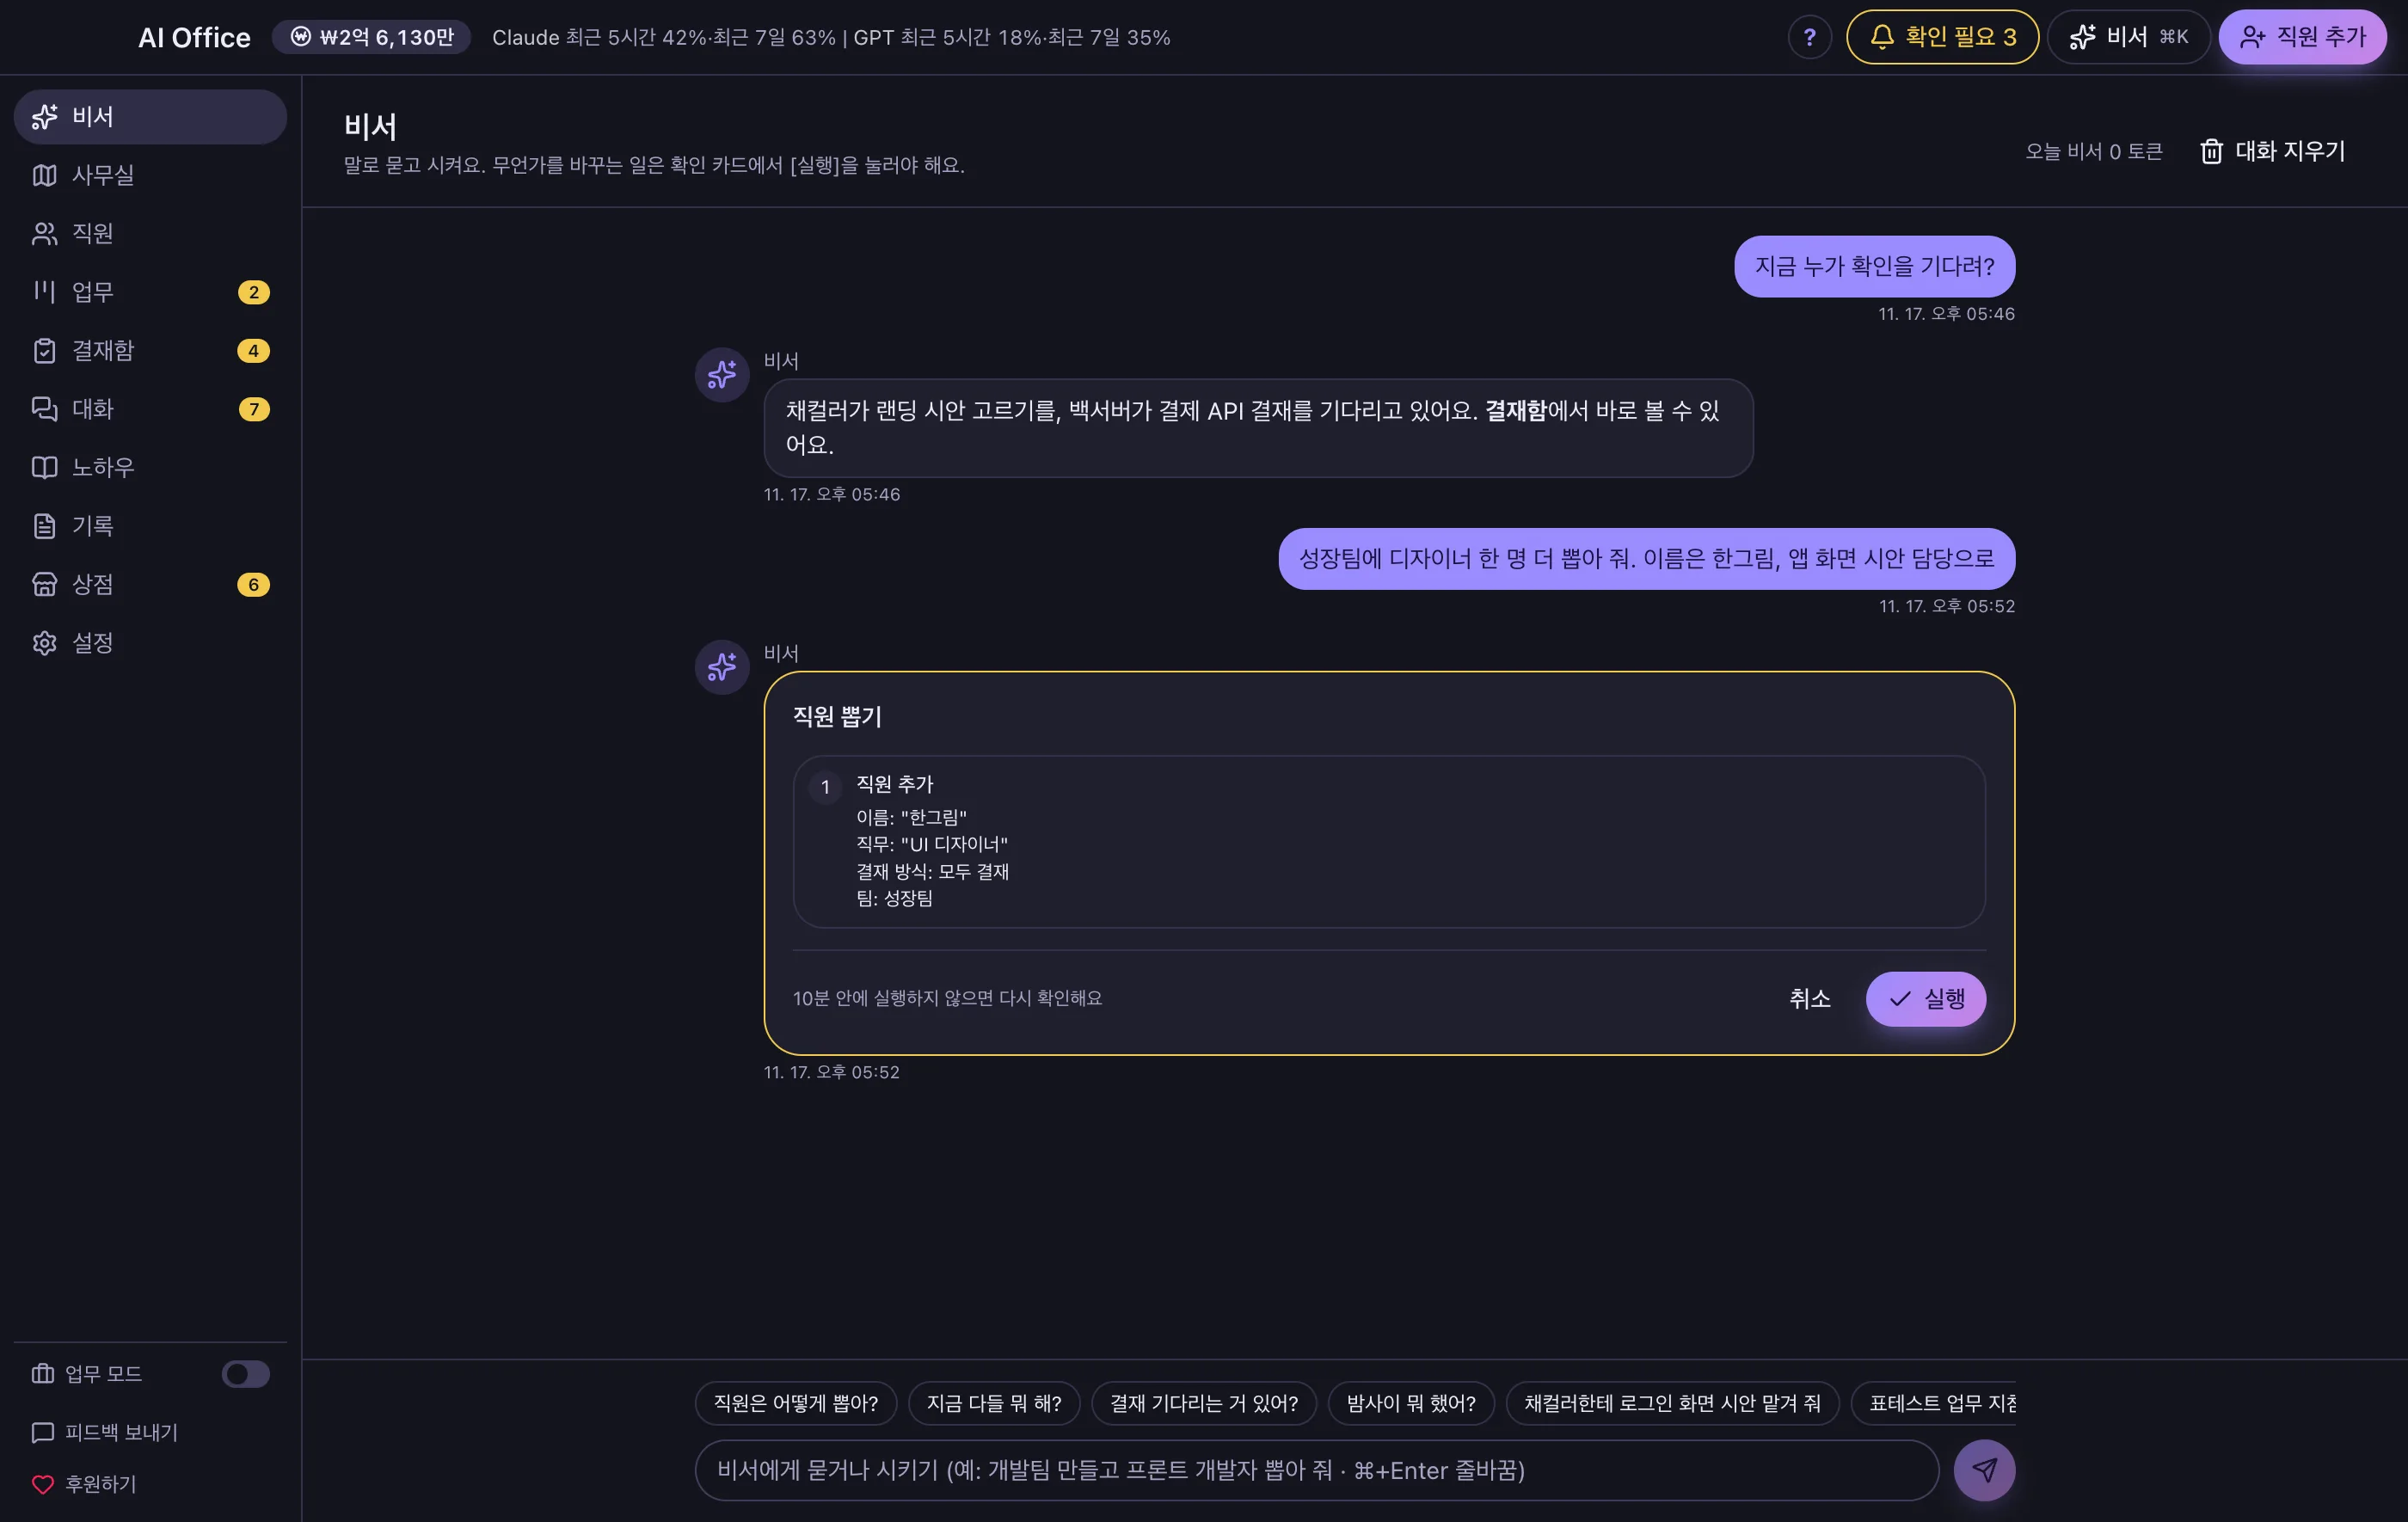 AI Office
₩2억 6,130만
Claude 최근 5시간 42%·최근 7일 63% | GPT 최근 5시간 18%·최근 7일 35%
?
확인 필요 3
비서 ⌘K
직원 추가
비서
사무실
직원
업무 2
결재함 4
대화 7
노하우
기록
상점 6
설정
업무 모드
피드백 보내기
후원하기
비서
말로 묻고 시켜요. 무언가를 바꾸는 일은 확인 카드에서 [실행]을 눌러야 해요.
오늘 비서 0 토큰
대화 지우기
지금 누가 확인을 기다려?
11. 17. 오후 05:46
비서
채컬러가 랜딩 시안 고르기를, 백서버가 결제 API 결재를 기다리고 있어요. 결재함에서 바로 볼 수 있
어요.
11. 17. 오후 05:46
성장팀에 디자이너 한 명 더 뽑아 줘. 이름은 한그림, 앱 화면 시안 담당으로
11. 17. 오후 05:52
비서
직원 뽑기
1 직원 추가
이름: "한그림"
직무: "UI 디자이너"
결재 방식: 모두 결재
팀: 성장팀
10분 안에 실행하지 않으면 다시 확인해요
취소
실행
11. 17. 오후 05:52
직원은 어떻게 뽑아?
지금 다들 뭐 해?
결재 기다리는 거 있어?
밤사이 뭐 했어?
채컬러한테 로그인 화면 시안 맡겨 줘
표테스트 업무 지침
비서에게 묻거나 시키기 (예: 개발팀 만들고 프론트 개발자 뽑아 줘 · ⌘+Enter 줄바꿈)